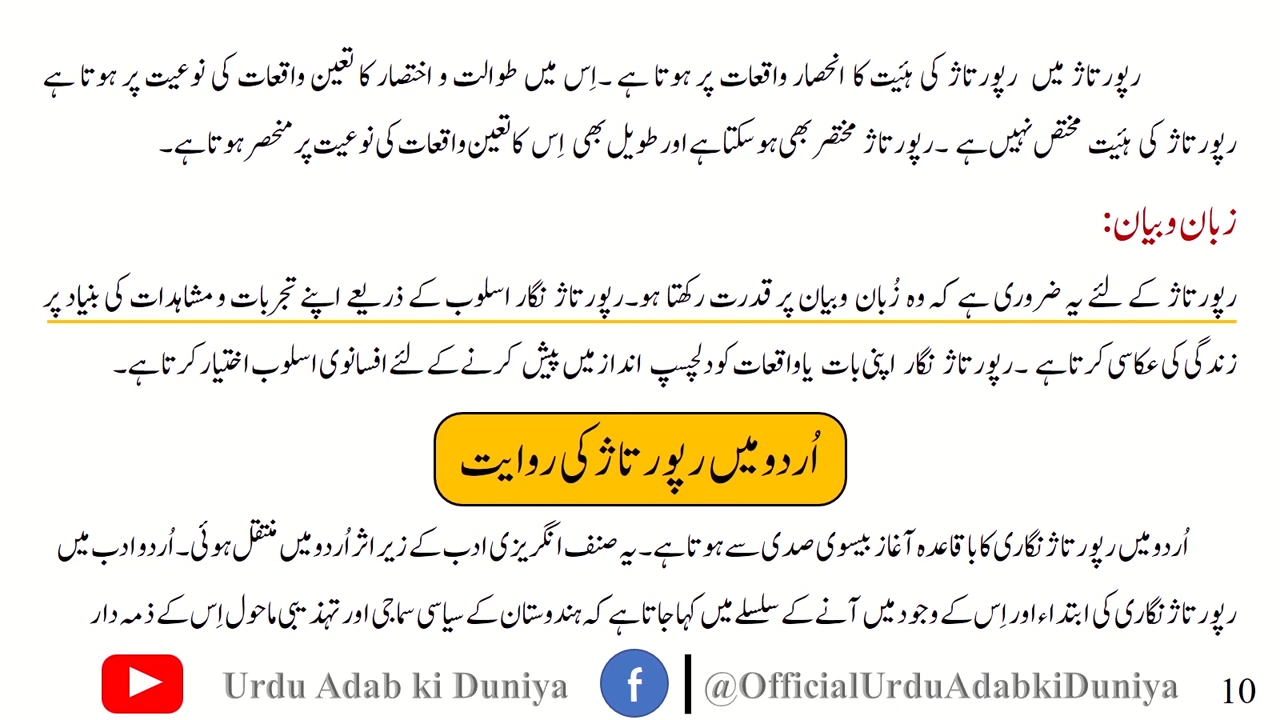 رپورتاژ میں رپورتاژ کی ہئیت کا انحصار واقعات پر ہوتا ہے ۔اِس میں طوالت و اختصار کا تعین واقعات کی نوعیت پر ہوتا ہے
رپورتاژ کی ہئیت مختص نہیں ہے ۔رپورتاژ مختصر بھی ہو سکتا ہے اور طویل بھی اِس کا تعین واقعات کی نوعیت پر منحصر ہوتا ہے۔
زبان و بیان:
رپورتاژ کے لئے یہ ضروری ہے کہ وہ زُبان و بیان پر قدرت رکھتا ہو۔رپورتاژ نگار اسلوب کے ذریعے اپنے تجربات و مشاہدات کی بنیاد پر
زندگی کی عکاسی کرتا ہے ۔رپورتاژ نگار اپنی بات یا واقعات کو دلچسپ انداز میں پیش کرنے کے لئے افسانوی اسلوب اختیار کرتا ہے۔
اُردو میں رپورتاژ کی روایت
اُردو میں رپورتاژ نگاری کا باقاعدہ آغاز بیسوی صدی سے ہوتا ہے۔یہ صنف انگریزی ادب کے زیر اثر اُردو میں منتقل ہوئی۔اُردو ادب میں
رپورتاژ نگاری کی ابتداء اور اِس کے وجود میں آنے کے سلسلے میں کہا جاتا ہے کہ ہندوستان کے سیاسی سماجی اور تہذیبی ماحول اِس کے ذمہ دار
Urdu Adab ki Duniya f @OfficialUrduAdabkiDuniya 10